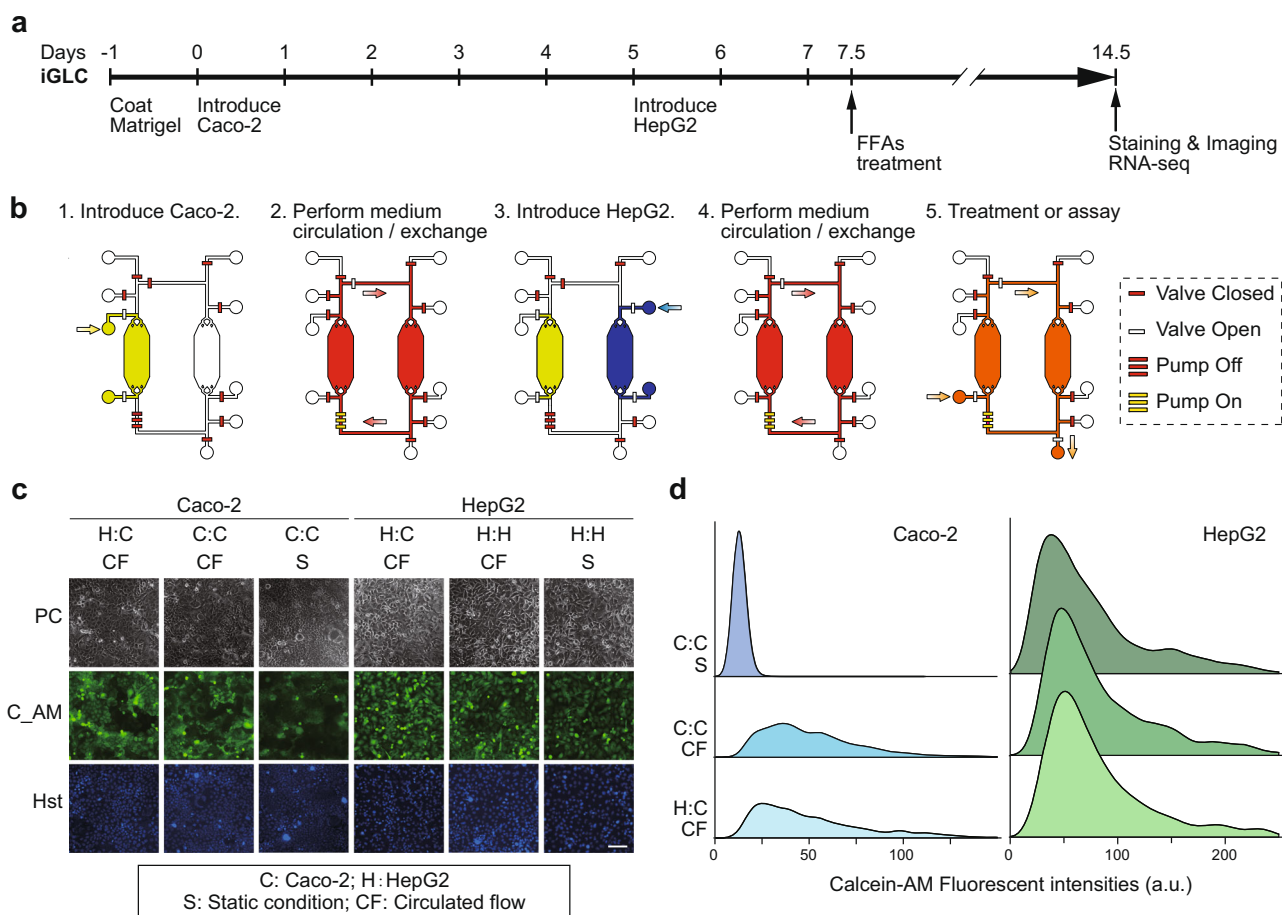 a
Days -1 0 1 2 3 4 5 6 7 7.5 14.5
iGLC
Coat Matrigel
Introduce Caco-2
Introduce HepG2
FFAs treatment
Staining & Imaging
RNA-seq
b
1. Introduce Caco-2.
2. Perform medium circulation / exchange
3. Introduce HepG2.
4. Perform medium circulation / exchange
5. Treatment or assay
Valve Closed
Valve Open
Pump Off
Pump On
c
Caco-2 HepG2
H:C C:C C:C H:C H:H H:H
CF CF S CF CF S
PC
C_AM
Hst
C: Caco-2; H:HepG2
S: Static condition; CF: Circulated flow
d
Caco-2 HepG2
C:C
S
C:C
CF
H:C
CF
0 50 100 0 100 200
Calcein-AM Fluorescent intensities (a.u.)